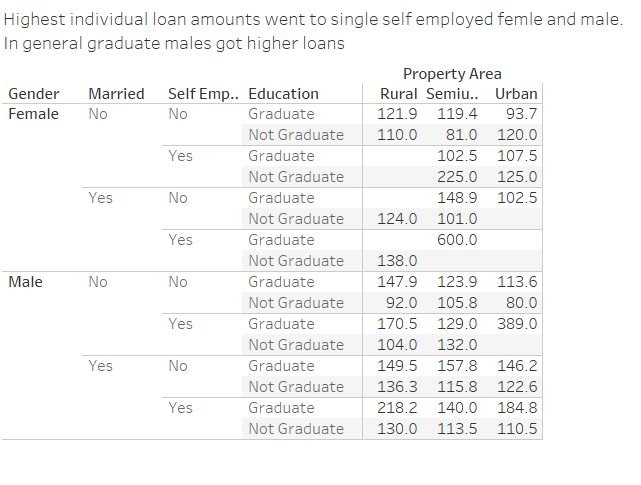 Highest individual loan amounts went to single self employed femle and male.
In general graduate males got higher loans
Property Area
Gender Married Self Emp.. Education Rural Semiu.. Urban
Female No No Graduate 121.9 119.4 93.7
Not Graduate 110.0 81.0 120.0
Yes Graduate 102.5 107.5
Not Graduate 225.0 125.0
Yes No Graduate 148.9 102.5
Not Graduate 124.0 101.0
Yes Graduate 600.0
Not Graduate 138.0
Male No No Graduate 147.9 123.9 113.6
Not Graduate 92.0 105.8 80.0
Yes Graduate 170.5 129.0 389.0
Not Graduate 104.0 132.0
Yes No Graduate 149.5 157.8 146.2
Not Graduate 136.3 115.8 122.6
Yes Graduate 218.2 140.0 184.8
Not Graduate 130.0 113.5 110.5